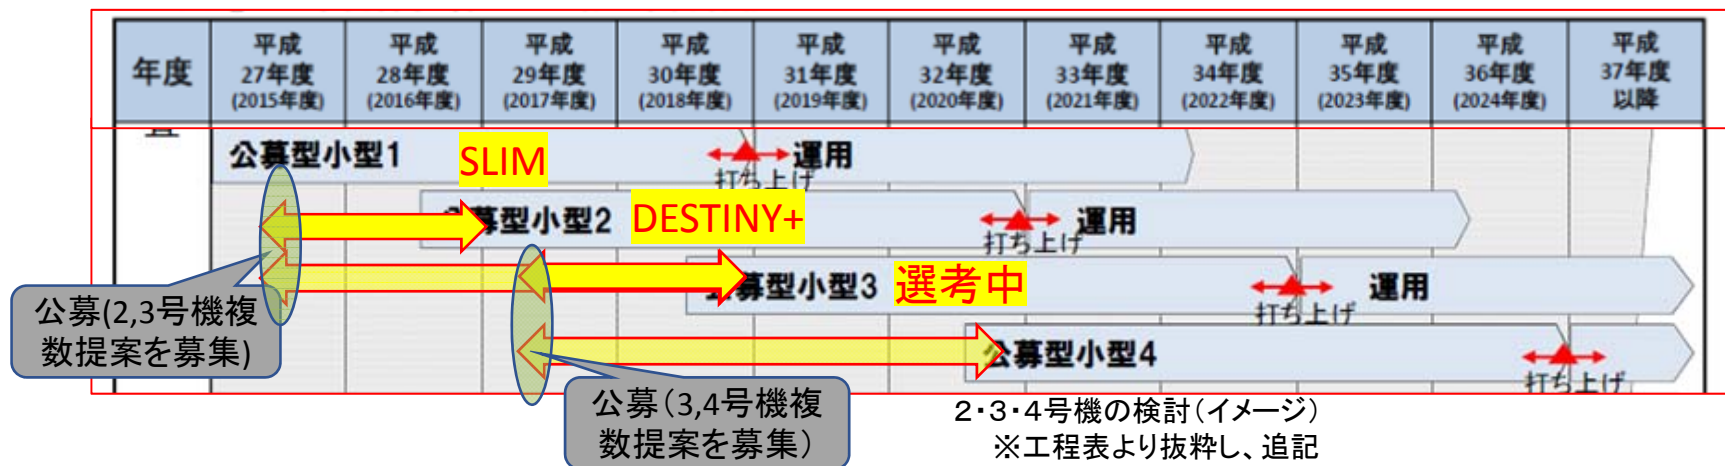 年度
平成
27年度
(2015年度)
平成
28年度
(2016年度)
平成
29年度
(2017年度)
平成
30年度
(2018年度)
平成
31年度
(2019年度)
平成
32年度
(2020年度)
平成
33年度
(2021年度)
平成
34年度
(2022年度)
平成
35年度
(2023年度)
平成
36年度
(2024年度)
平成
37年度
以降
公募型小型1
SLIM
打ち上げ
運用
募型小型2
DESTINY+
打ち上げ
運用
募型小型3
選考中
打ち上げ
運用
公募型小型4
打ち上げ
公募(2,3号機複
数提案を募集)
公募(3,4号機複
数提案を募集)
2・3・4号機の検討(イメージ)
※工程表より抜粋し、追記